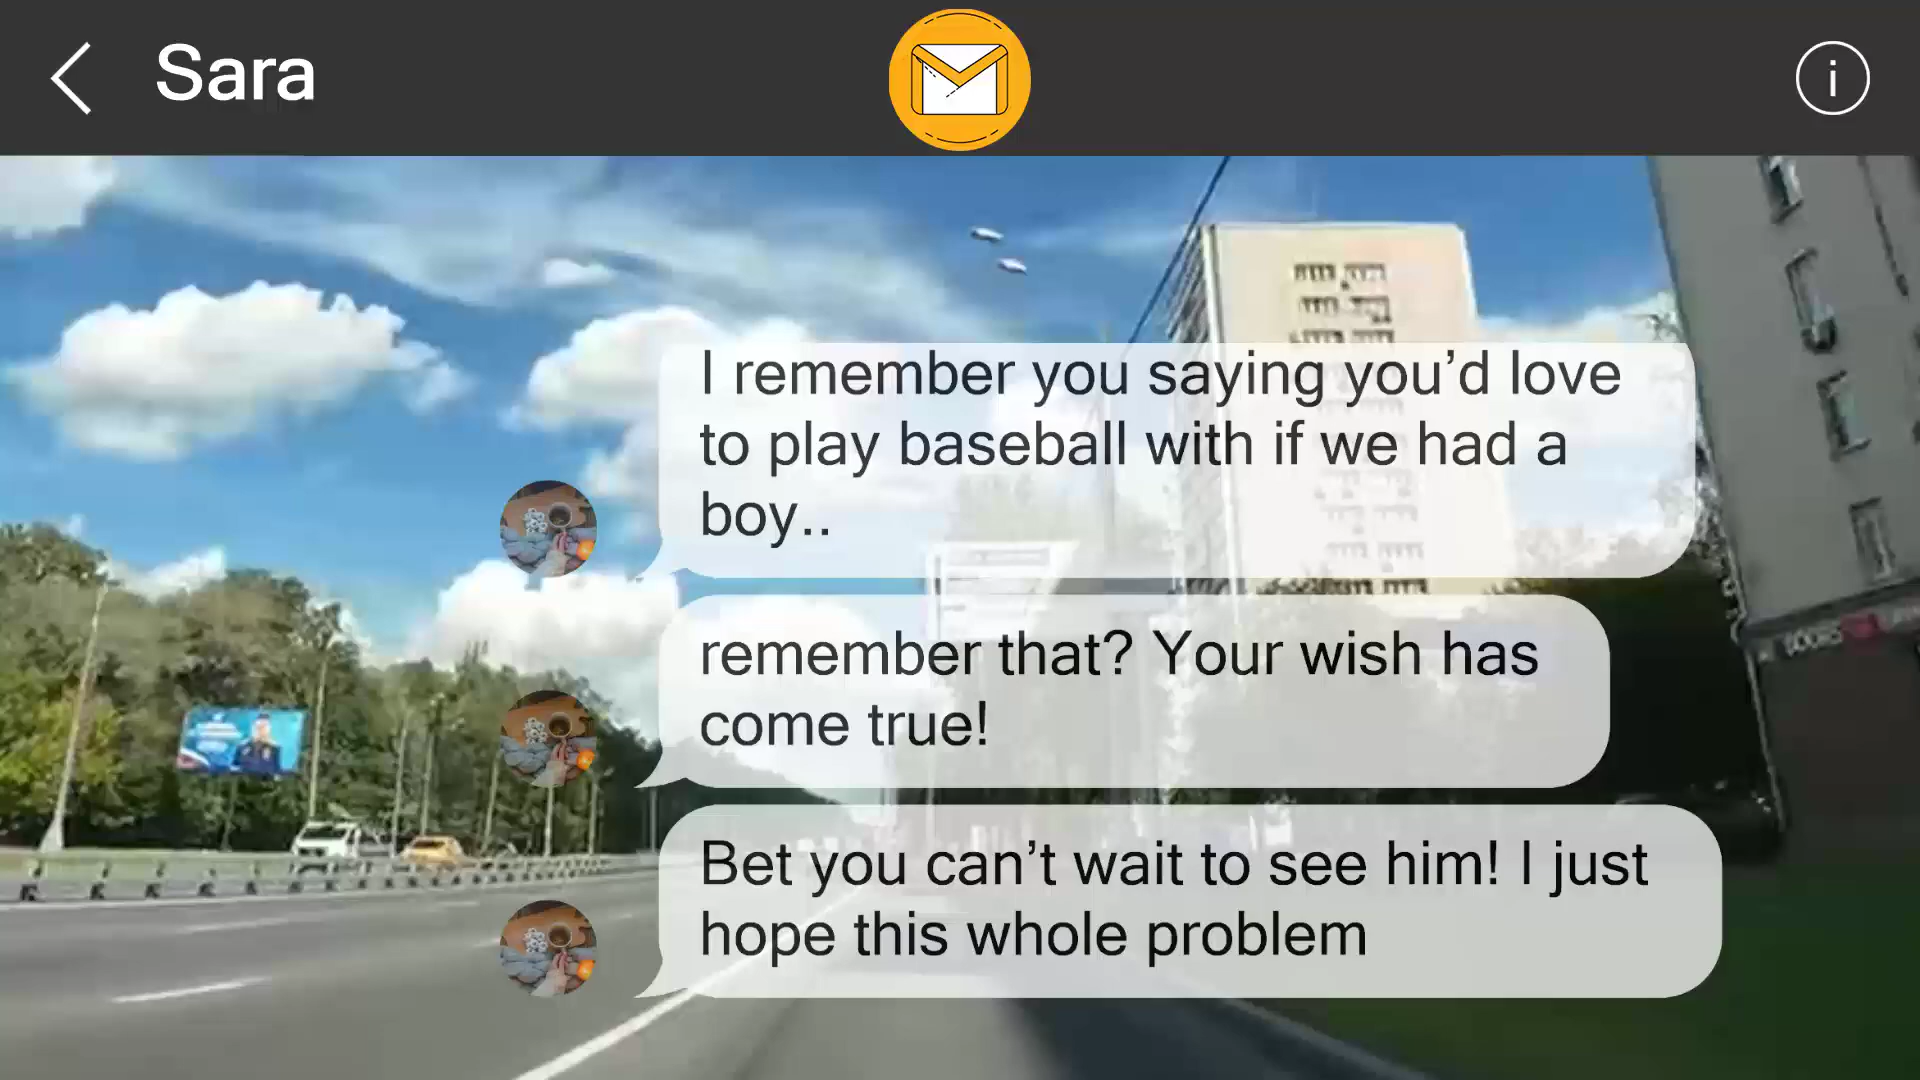 Sara
i
I remember you saying you’d love
to play baseball with if we had a
boy..
remember that? Your wish has
come true!
Bet you can’t wait to see him! I just
hope this whole problem